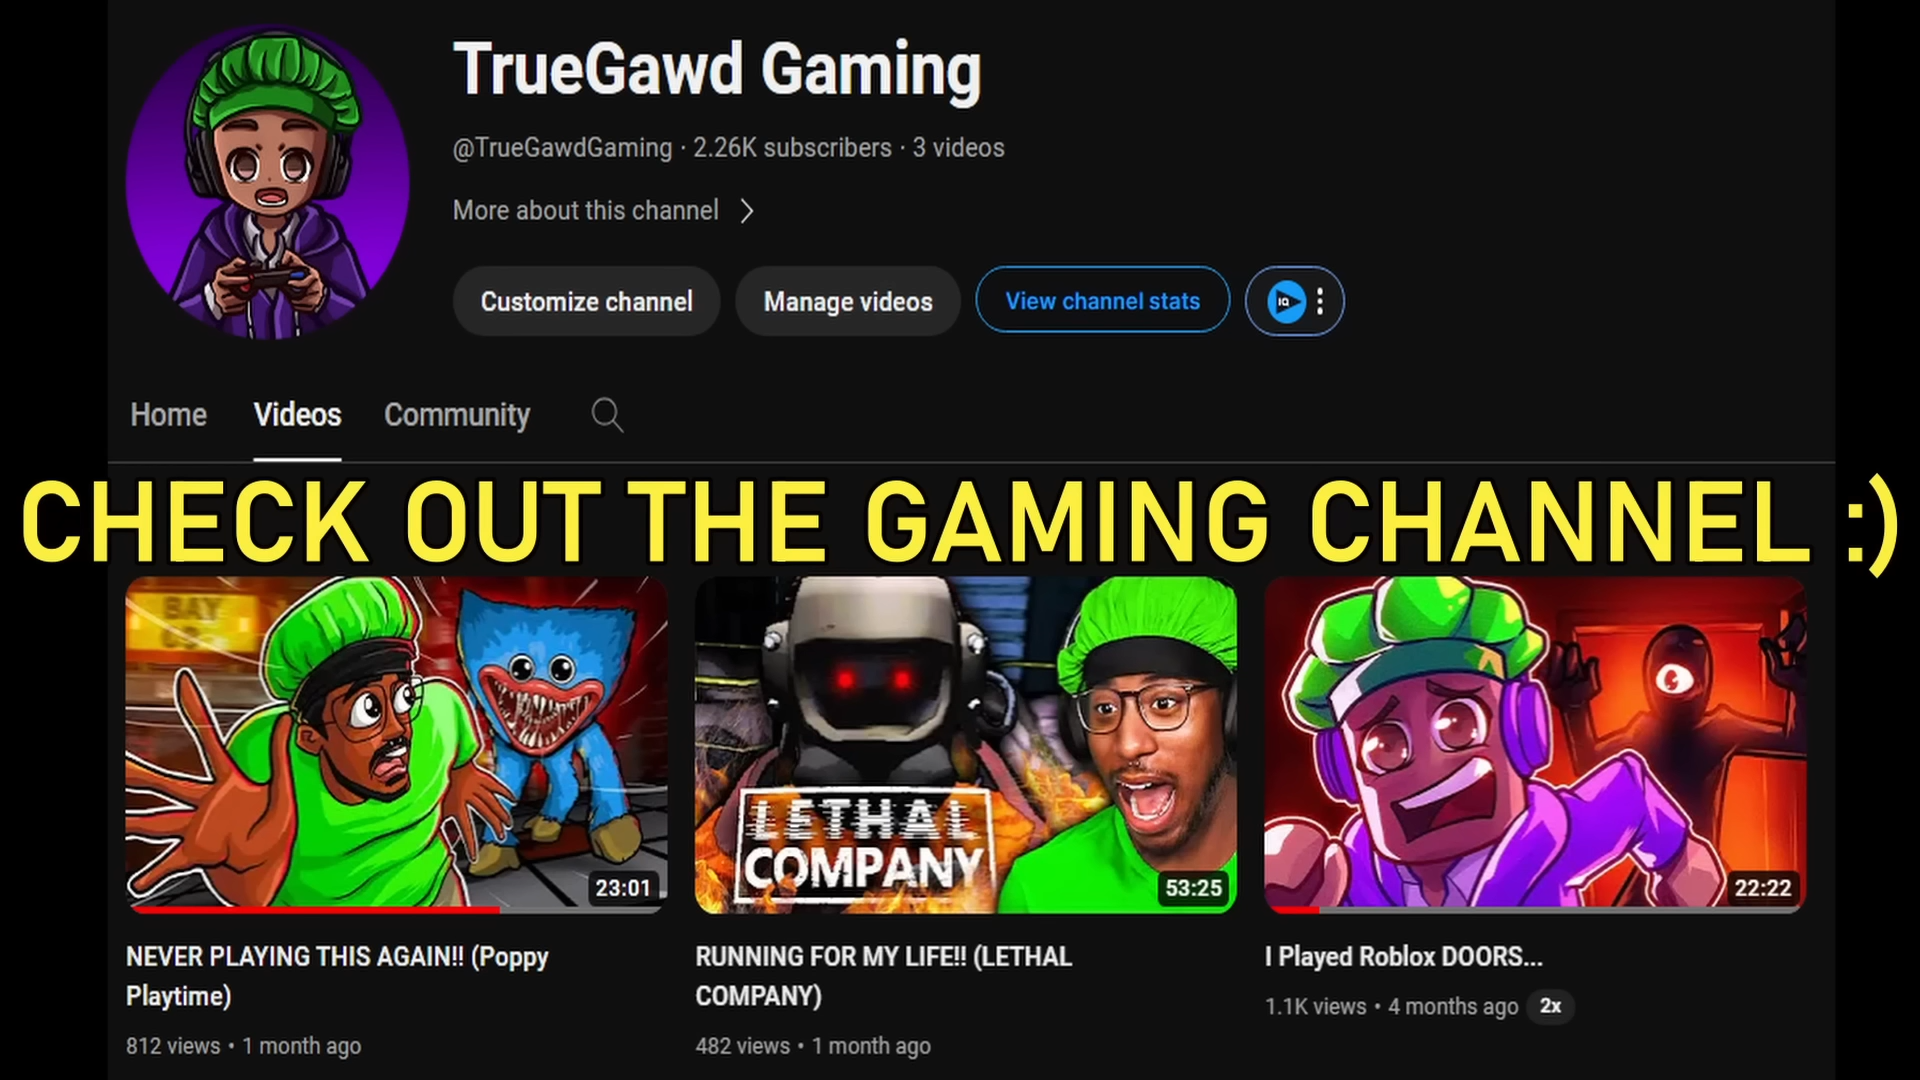 TrueGawd Gaming
@TrueGawdGaming · 2.26K subscribers · 3 videos
More about this channel
Customize channel
Manage videos
View channel stats
IQ
Home
Videos
Community
CHECK OUT THE GAMING CHANNEL :)
BAY
23:01
LETHAL
COMPANY
53:25
22:22
NEVER PLAYING THIS AGAIN!! (Poppy
Playtime)
812 views • 1 month ago
RUNNING FOR MY LIFE!! (LETHAL
COMPANY)
482 views • 1 month ago
I Played Roblox DOORS...
1.1K views • 4 months ago 2x